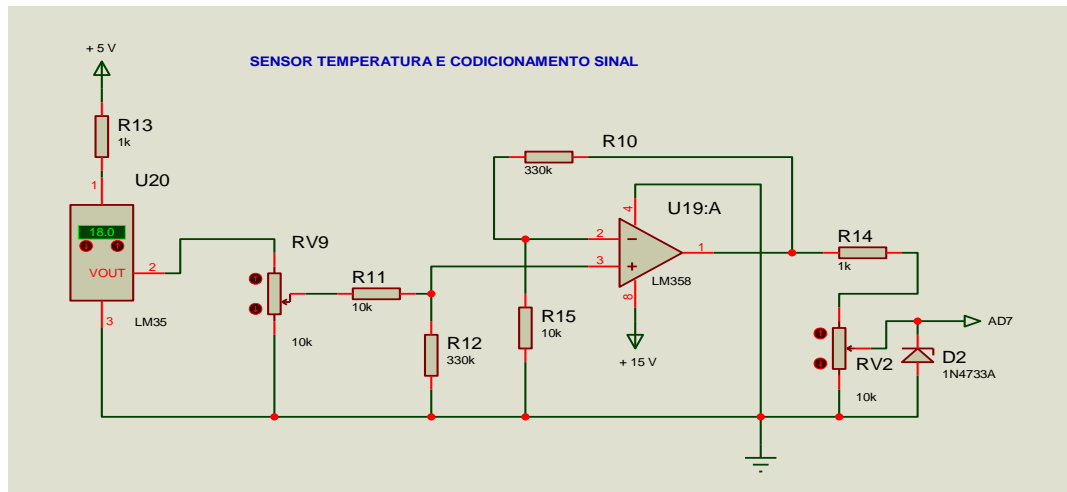 SENSOR TEMPERATURA E CODICIONAMENTO SINAL
+ 5 V
R13
1k
1
U20
18.0
VOUT
2
3
LM35
RV9
10k
R11
10k
R12
330k
R10
330k
R15
10k
U19:A
4
2
3
1
8
LM358
+ 15 V
R14
1k
RV2
10k
D2
1N4733A
AD7